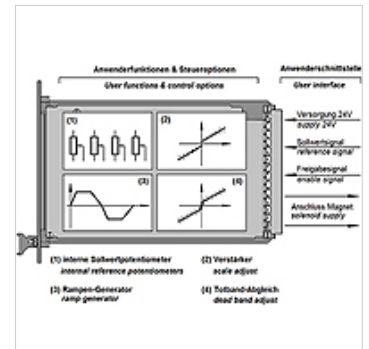 Anwenderfunktionen & Steueroptionen
User functions & control options
Anwenderschnittstelle
User interface
(1)
(2)
(3)
(4)
Versorgung 24V
supply 24V
Sollwertsignal
reference signal
Freigabesignal
enable signal
Anschluss Magnet
solenoid supply
(1) interne Sollwertpotentiometer
internal reference potentiometers
(2) Verstärker
scale adjust
(3) Rampen-Generator
ramp generator
(4) Totband-Abgleich
dead band adjust